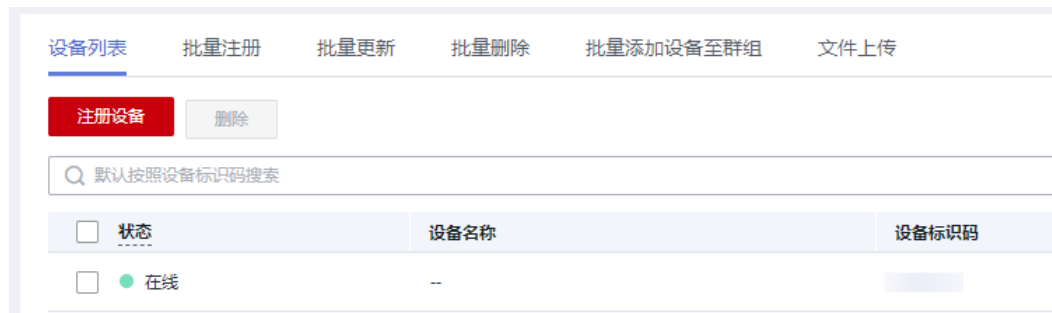 设备列表 批量注册 批量更新 批量删除 批量添加设备至群组 文件上传
注册设备 删除
默认按照设备标识码搜索
状态 设备名称 设备标识码
在线 --